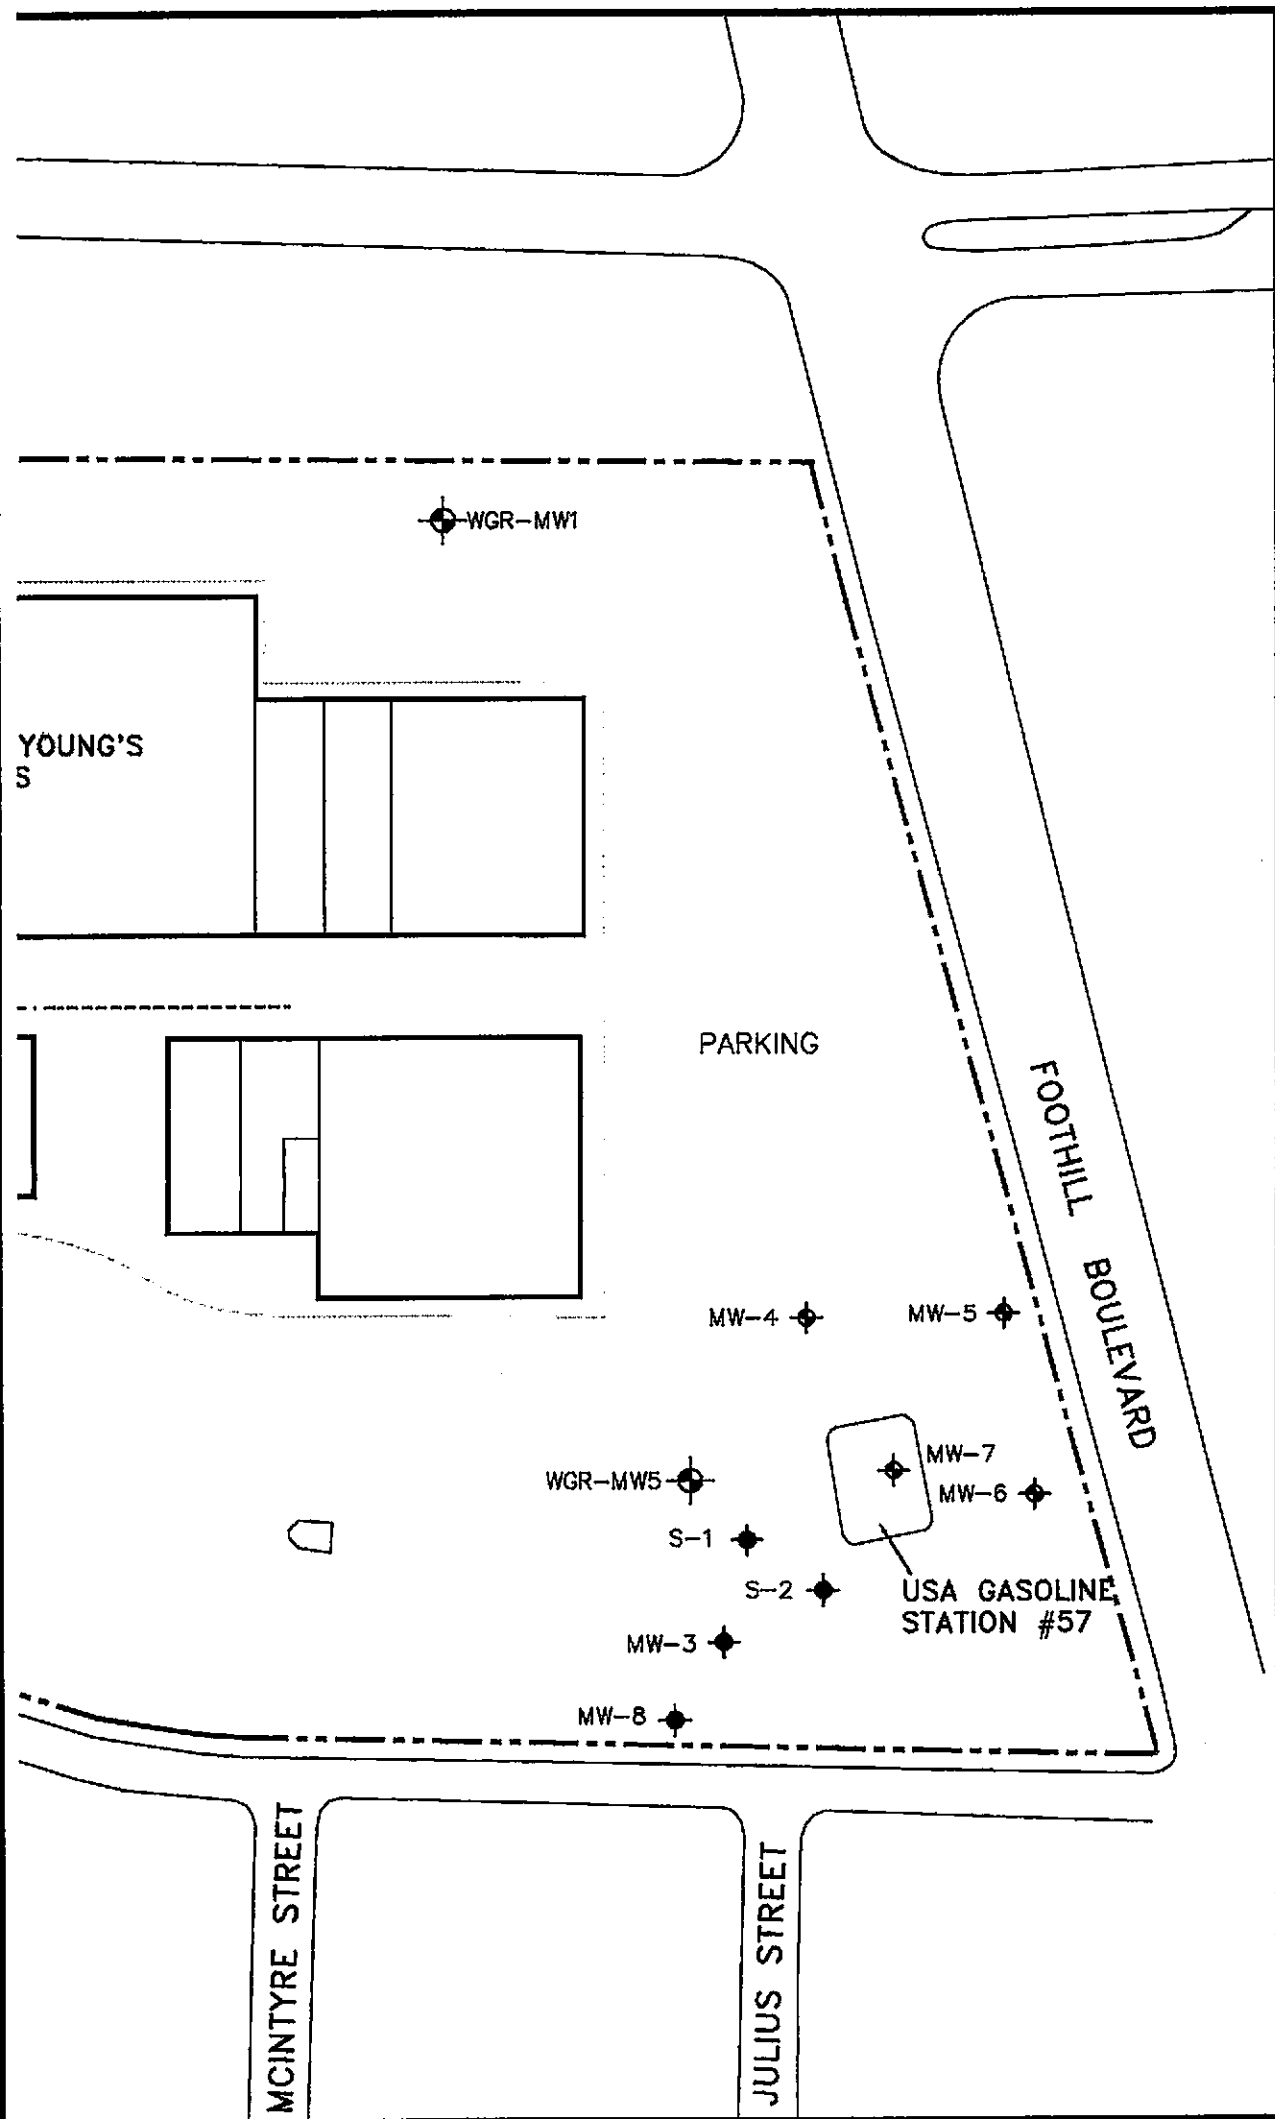 WGR-MW1
YOUNG'S
S
PARKING
FOOTHILL BOULEVARD
MW-4
MW-5
MW-7
WGR-MW5
MW-6
S-1
S-2
USA GASOLINE
STATION #57
MW-3
MW-8
MCINTYRE STREET
JULIUS STREET